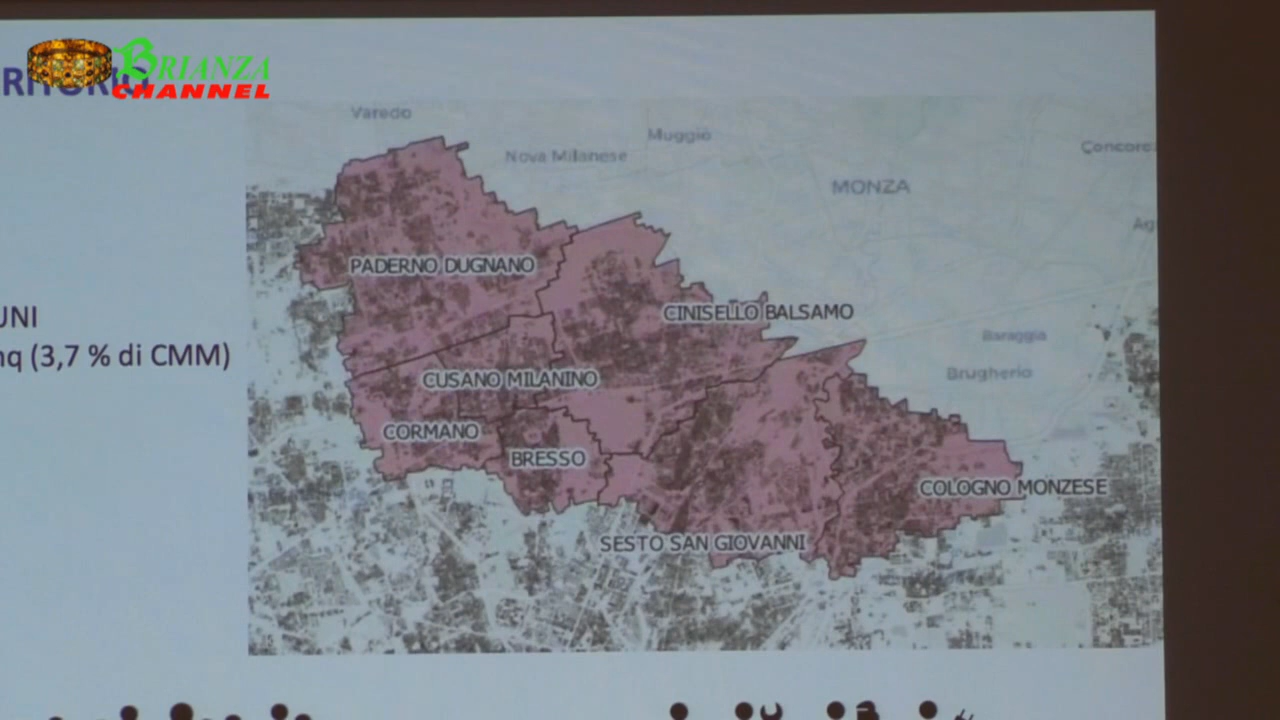 BRIANZA
CHANNEL
RITORIO
Varedo
Muggiò
Nova Milanese
MONZA
PADERNO DUGNANO
CINISELLO BALSAMO
UNI
Baraggia
nq (3,7 % di CMM)
CUSANO MILANINO
Brugherio
CORMANO
BRESSO
COLOGNO MONZESE
SESTO SAN GIOVANNI